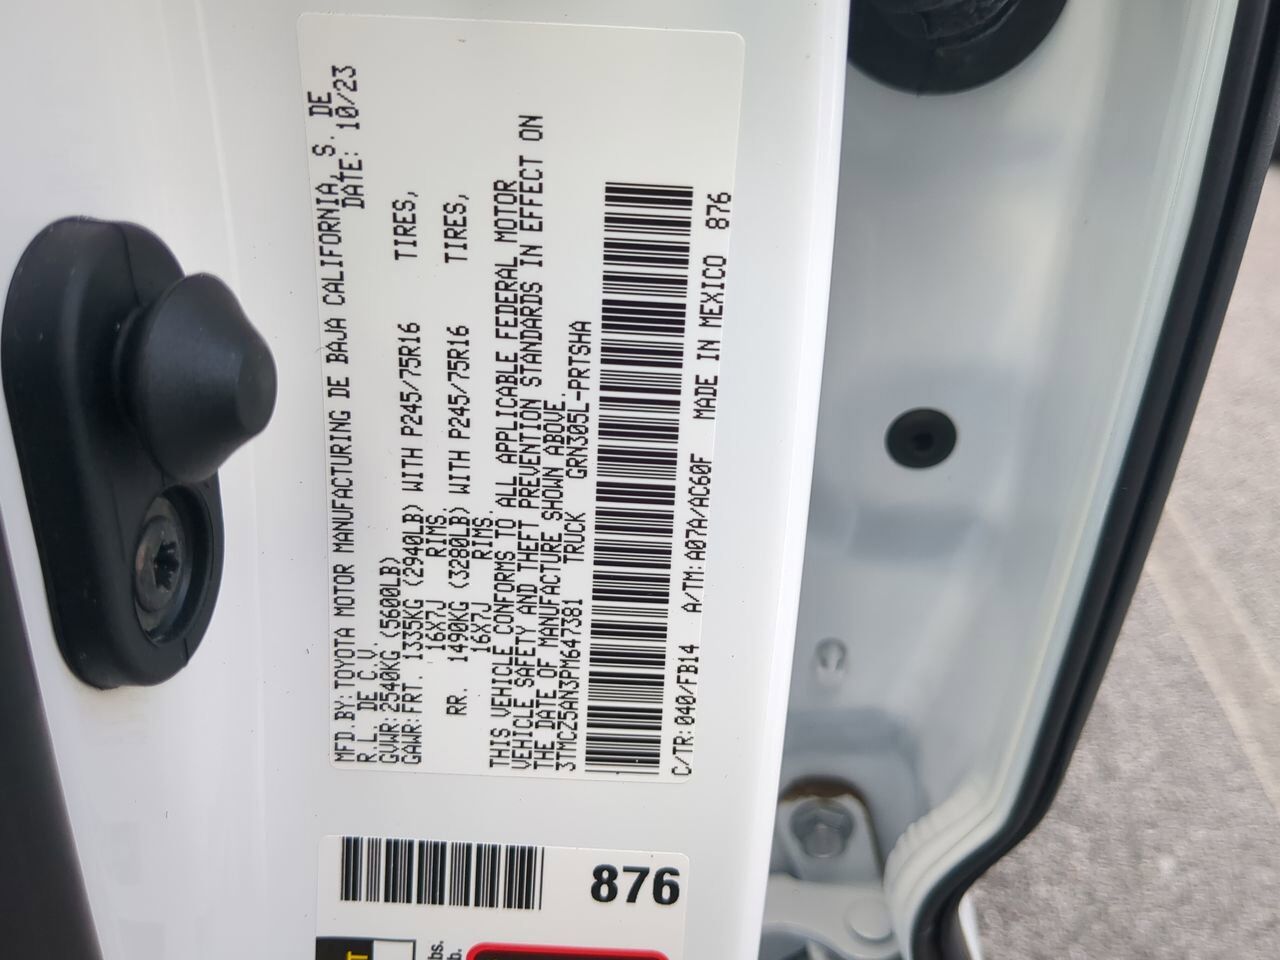 MFD.BY:TOYOTA MOTOR MANUFACTURING DE BAJA CALIFORNIA, S. DE
R.L. DE C.V. DATE: 10/23
GVWR:2540KG (5600LB)
GAWR:FRT. 1335KG (2940LB) WITH P245/75R16 TIRES,
16X7J RIMS.
RR. 1490KG (3280LB) WITH P245/75R16 TIRES,
16X7J RIMS.
THIS VEHICLE CONFORMS TO ALL APPLICABLE FEDERAL MOTOR
VEHICLE SAFETY AND THEFT PREVENTION STANDARDS IN EFFECT ON
THE DATE OF MANUFACTURE SHOWN ABOVE.
3TMCZ5AN3PM647381 TRUCK GRN305L-PRTSHA
C/TR:040/FB14 A/TM:A07A/AC60F MADE IN MEXICO 876
876